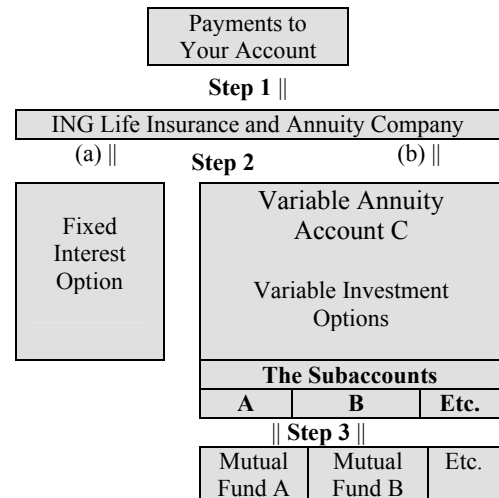 Payments to
Your Account
Step 1 ||
ING Life Insurance and Annuity Company
(a) || Step 2 (b) ||
Fixed
Interest
Option
Variable Annuity
Account C
Variable Investment
Options
The Subaccounts
A B Etc.
|| Step 3 ||
Mutual Mutual Etc.
Fund A Fund B